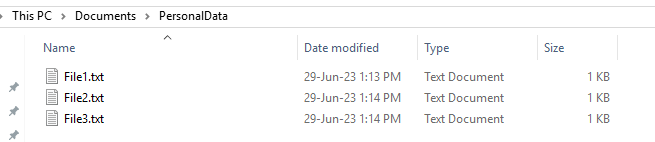 This PC > Documents > PersonalData
Name Date modified Type Size
File1.txt 29-Jun-23 1:13 PM Text Document 1 KB
File2.txt 29-Jun-23 1:14 PM Text Document 1 KB
File3.txt 29-Jun-23 1:14 PM Text Document 1 KB